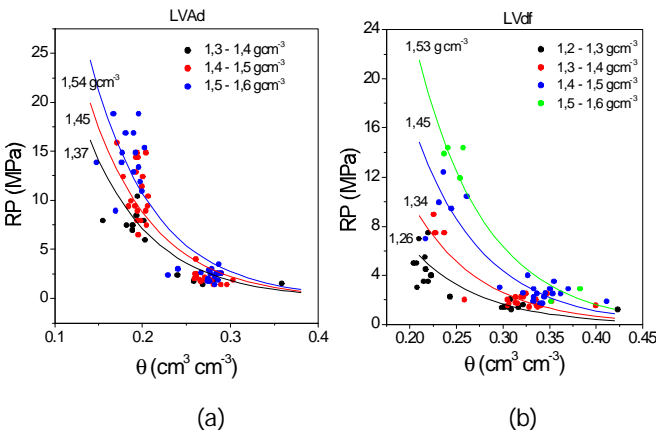 LVAd
25
20
15
10
5
0
RP (MPa)
1,54 gcm-3
1,45
1,37
1,3 - 1,4 gcm-3
1,4 - 1,5 gcm-3
1,5 - 1,6 gcm-3
0.1
0.2
0.3
0.4
θ (cm3 cm-3)
(a)
LVdf
24
20
16
12
8
4
0
RP (MPa)
1,53 g cm-3
1,45
1,34
1,26
1,2 - 1,3 gcm-3
1,3 - 1,4 gcm-3
1,4 - 1,5 gcm-3
1,5 - 1,6 gcm-3
0.20
0.25
0.30
0.35
0.40
0.45
θ (cm3 cm-3)
(b)